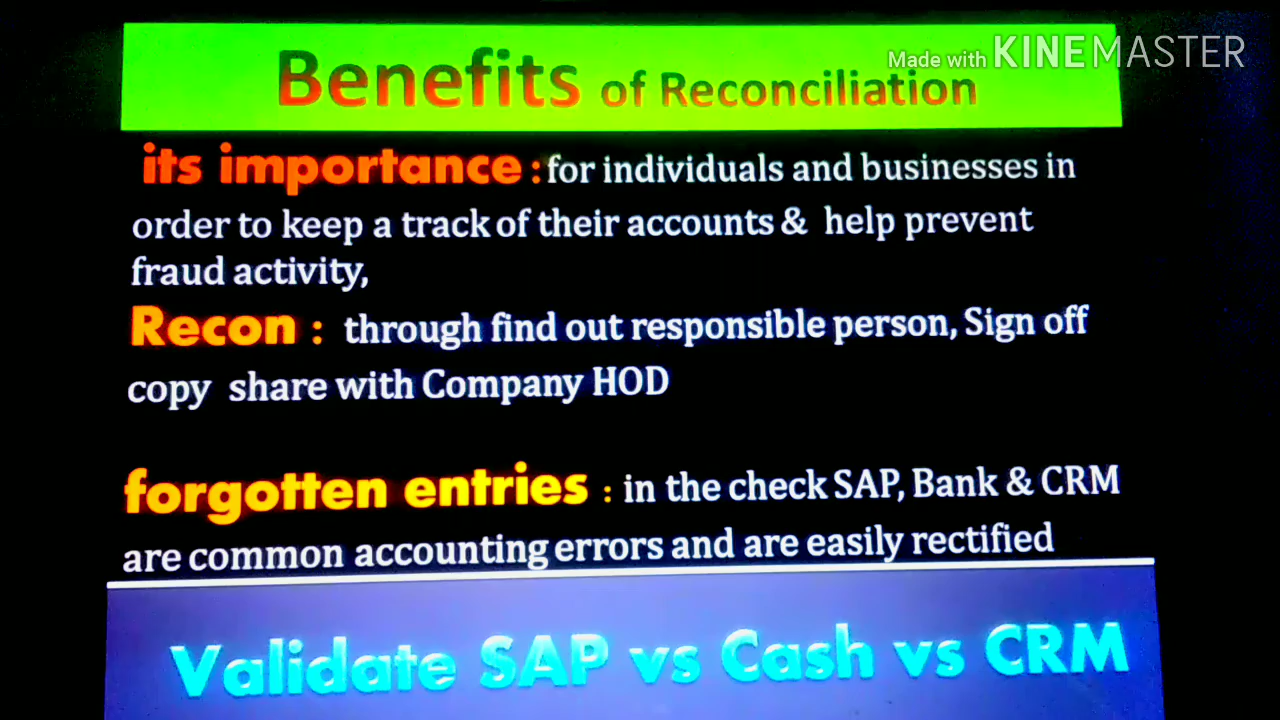 Made with KINEMASTER
Benefits of Reconciliation
its importance : for individuals and businesses in
order to keep a track of their accounts & help prevent
fraud activity,
Recon : through find out responsible person, Sign off
copy share with Company HOD
forgotten entries : in the check SAP, Bank & CRM
are common accounting errors and are easily rectified
Validate SAP vs Cash vs CRM